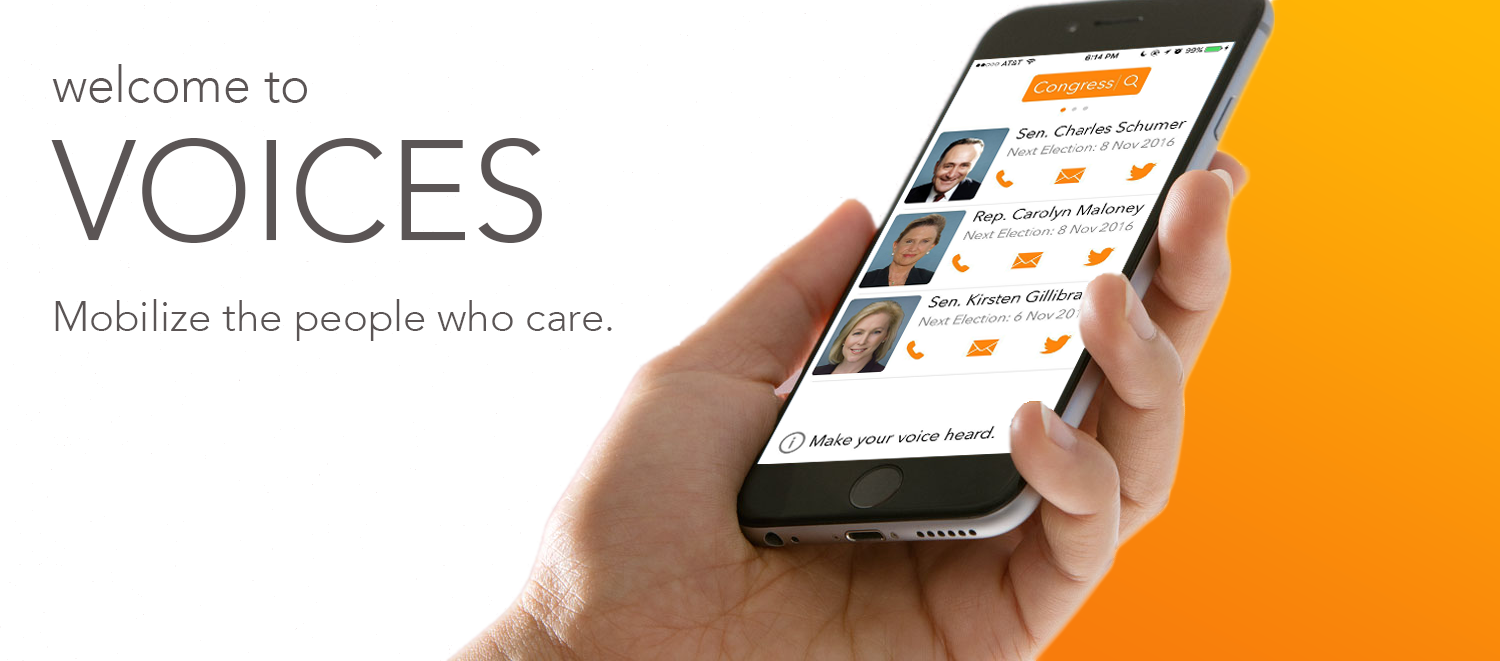 welcome to
VOICES
Mobilize the people who care.
AT&T 6:14 PM 99%
Congress
Sen. Charles Schumer
Next Election: 8 Nov 2016
Rep. Carolyn Maloney
Next Election: 8 Nov 2016
Sen. Kirsten Gillibra
Next Election: 6 Nov 20
i Make your voice heard.